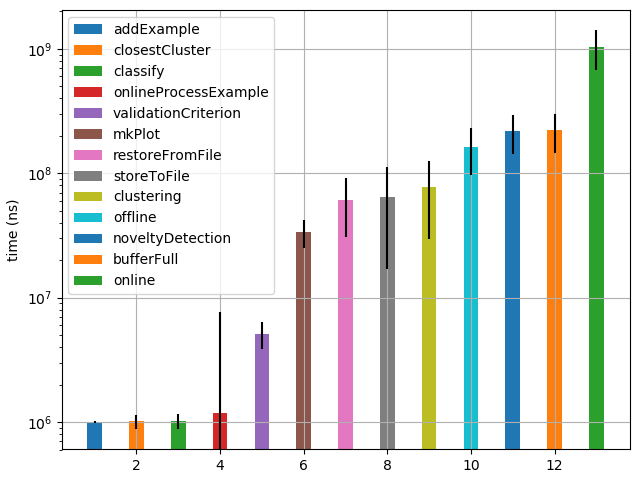 addExample
closestCluster
classify
onlineProcessExample
validationCriterion
mkPlot
restoreFromFile
storeToFile
clustering
offline
noveltyDetection
bufferFull
online
time (ns)
10⁹
10⁸
10⁷
10⁶
2 4 6 8 10 12